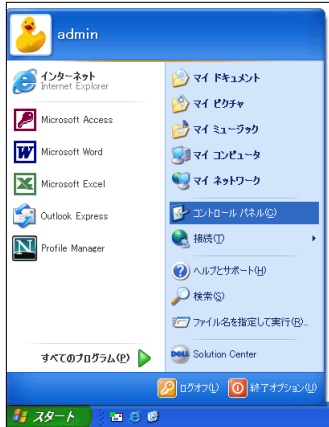 admin
インターネット
Internet Explorer
Microsoft Access
Microsoft Word
Microsoft Excel
Outlook Express
Profile Manager
すべてのプログラム(P)
マイ ドキュメント
マイ ピクチャ
マイ ミュージック
マイ コンピュータ
マイ ネットワーク
コントロール パネル(C)
接続(T)
ヘルプとサポート(H)
検索(S)
ファイル名を指定して実行(R)...
DELL Solution Center
ログオフ(L)
終了オプション(U)
スタート